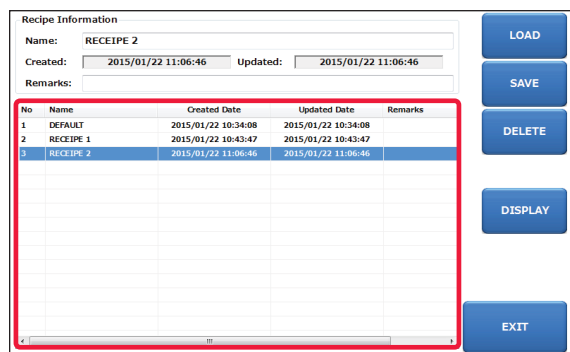 Recipe Information
Name: RECEIPE 2
Created: 2015/01/22 11:06:46 Updated: 2015/01/22 11:06:46
Remarks:
LOAD
SAVE
DELETE
DISPLAY
EXIT
No Name Created Date Updated Date Remarks
1 DEFAULT 2015/01/22 10:34:08 2015/01/22 10:34:08
2 RECEIPE 1 2015/01/22 10:43:47 2015/01/22 10:43:47
3 RECEIPE 2 2015/01/22 11:06:46 2015/01/22 11:06:46